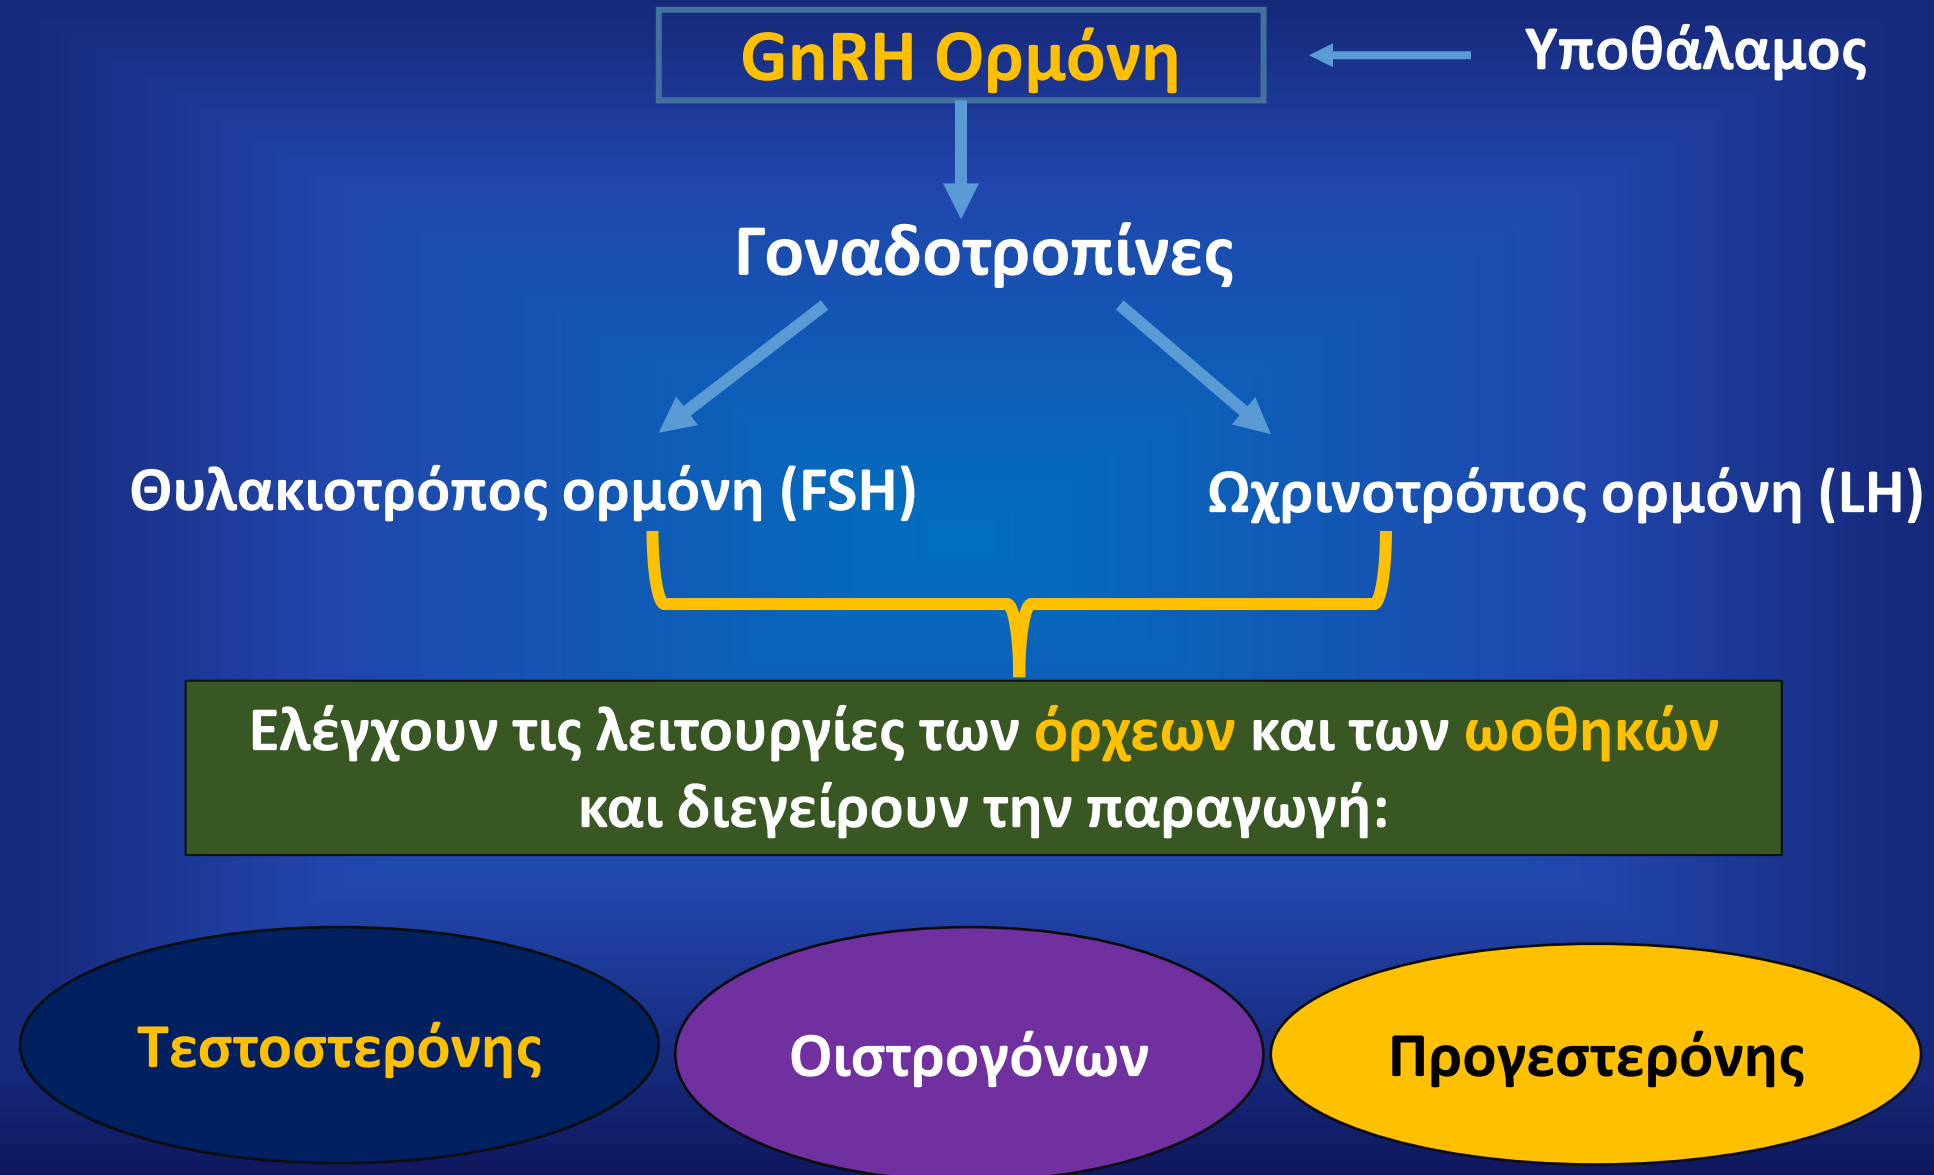 GnRH Ορμόνη
Υποθάλαμος
Γοναδοτροπίνες
Θυλακιοτρόπος ορμόνη (FSH)
Ωχρινοτρόπος ορμόνη (LH)
Ελέγχουν τις λειτουργίες των όρχεων και των ωοθηκών
και διεγείρουν την παραγωγή:
Τεστοστερόνης
Οιστρογόνων
Προγεστερόνης